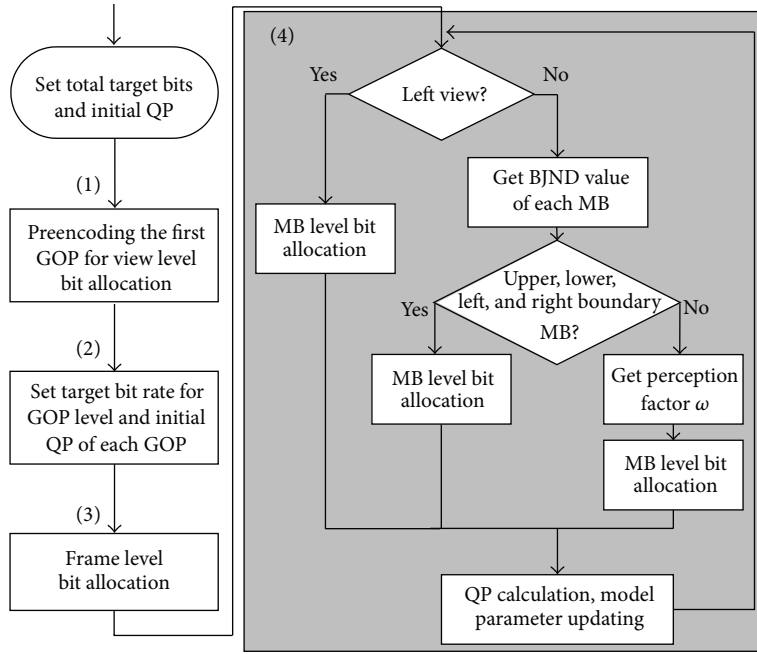 Set total target bits
and initial QP
(1)
Preencoding the first
GOP for view level
bit allocation
(2)
Set target bit rate for
GOP level and initial
QP of each GOP
(3)
Frame level
bit allocation
(4)
Yes
No
Left view?
MB level bit
allocation
Get BJND value
of each MB
Upper, lower,
left, and right boundary
MB?
Yes
No
MB level bit
allocation
Get perception
factor ω
MB level bit
allocation
QP calculation, model
parameter updating